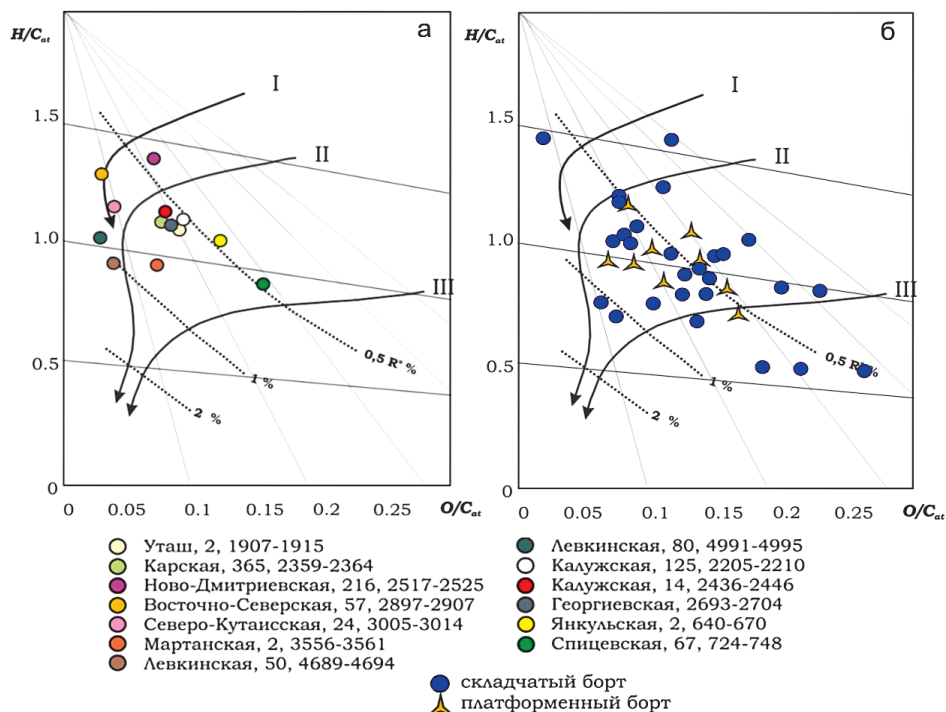 H/Cat
а
1.5
1.0
0.5
0
I
II
III
0,5 R°%
1 %
2 %
0 0.05 0.1 0.15 0.2 0.25 O/Cat
H/Cat
б
1.5
1.0
0.5
0
I
II
III
0,5 R°%
1 %
2 %
0 0.05 0.1 0.15 0.2 0.25 O/Cat
Уташ, 2, 1907-1915
Карская, 365, 2359-2364
Ново-Дмитриевская, 216, 2517-2525
Восточно-Северская, 57, 2897-2907
Северо-Кутаисская, 24, 3005-3014
Мартанская, 2, 3556-3561
Левкинская, 50, 4689-4694
Левкинская, 80, 4991-4995
Калужская, 125, 2205-2210
Калужская, 14, 2436-2446
Георгиевская, 2693-2704
Янкульская, 2, 640-670
Спицевская, 67, 724-748
складчатый борт
платформенный борт